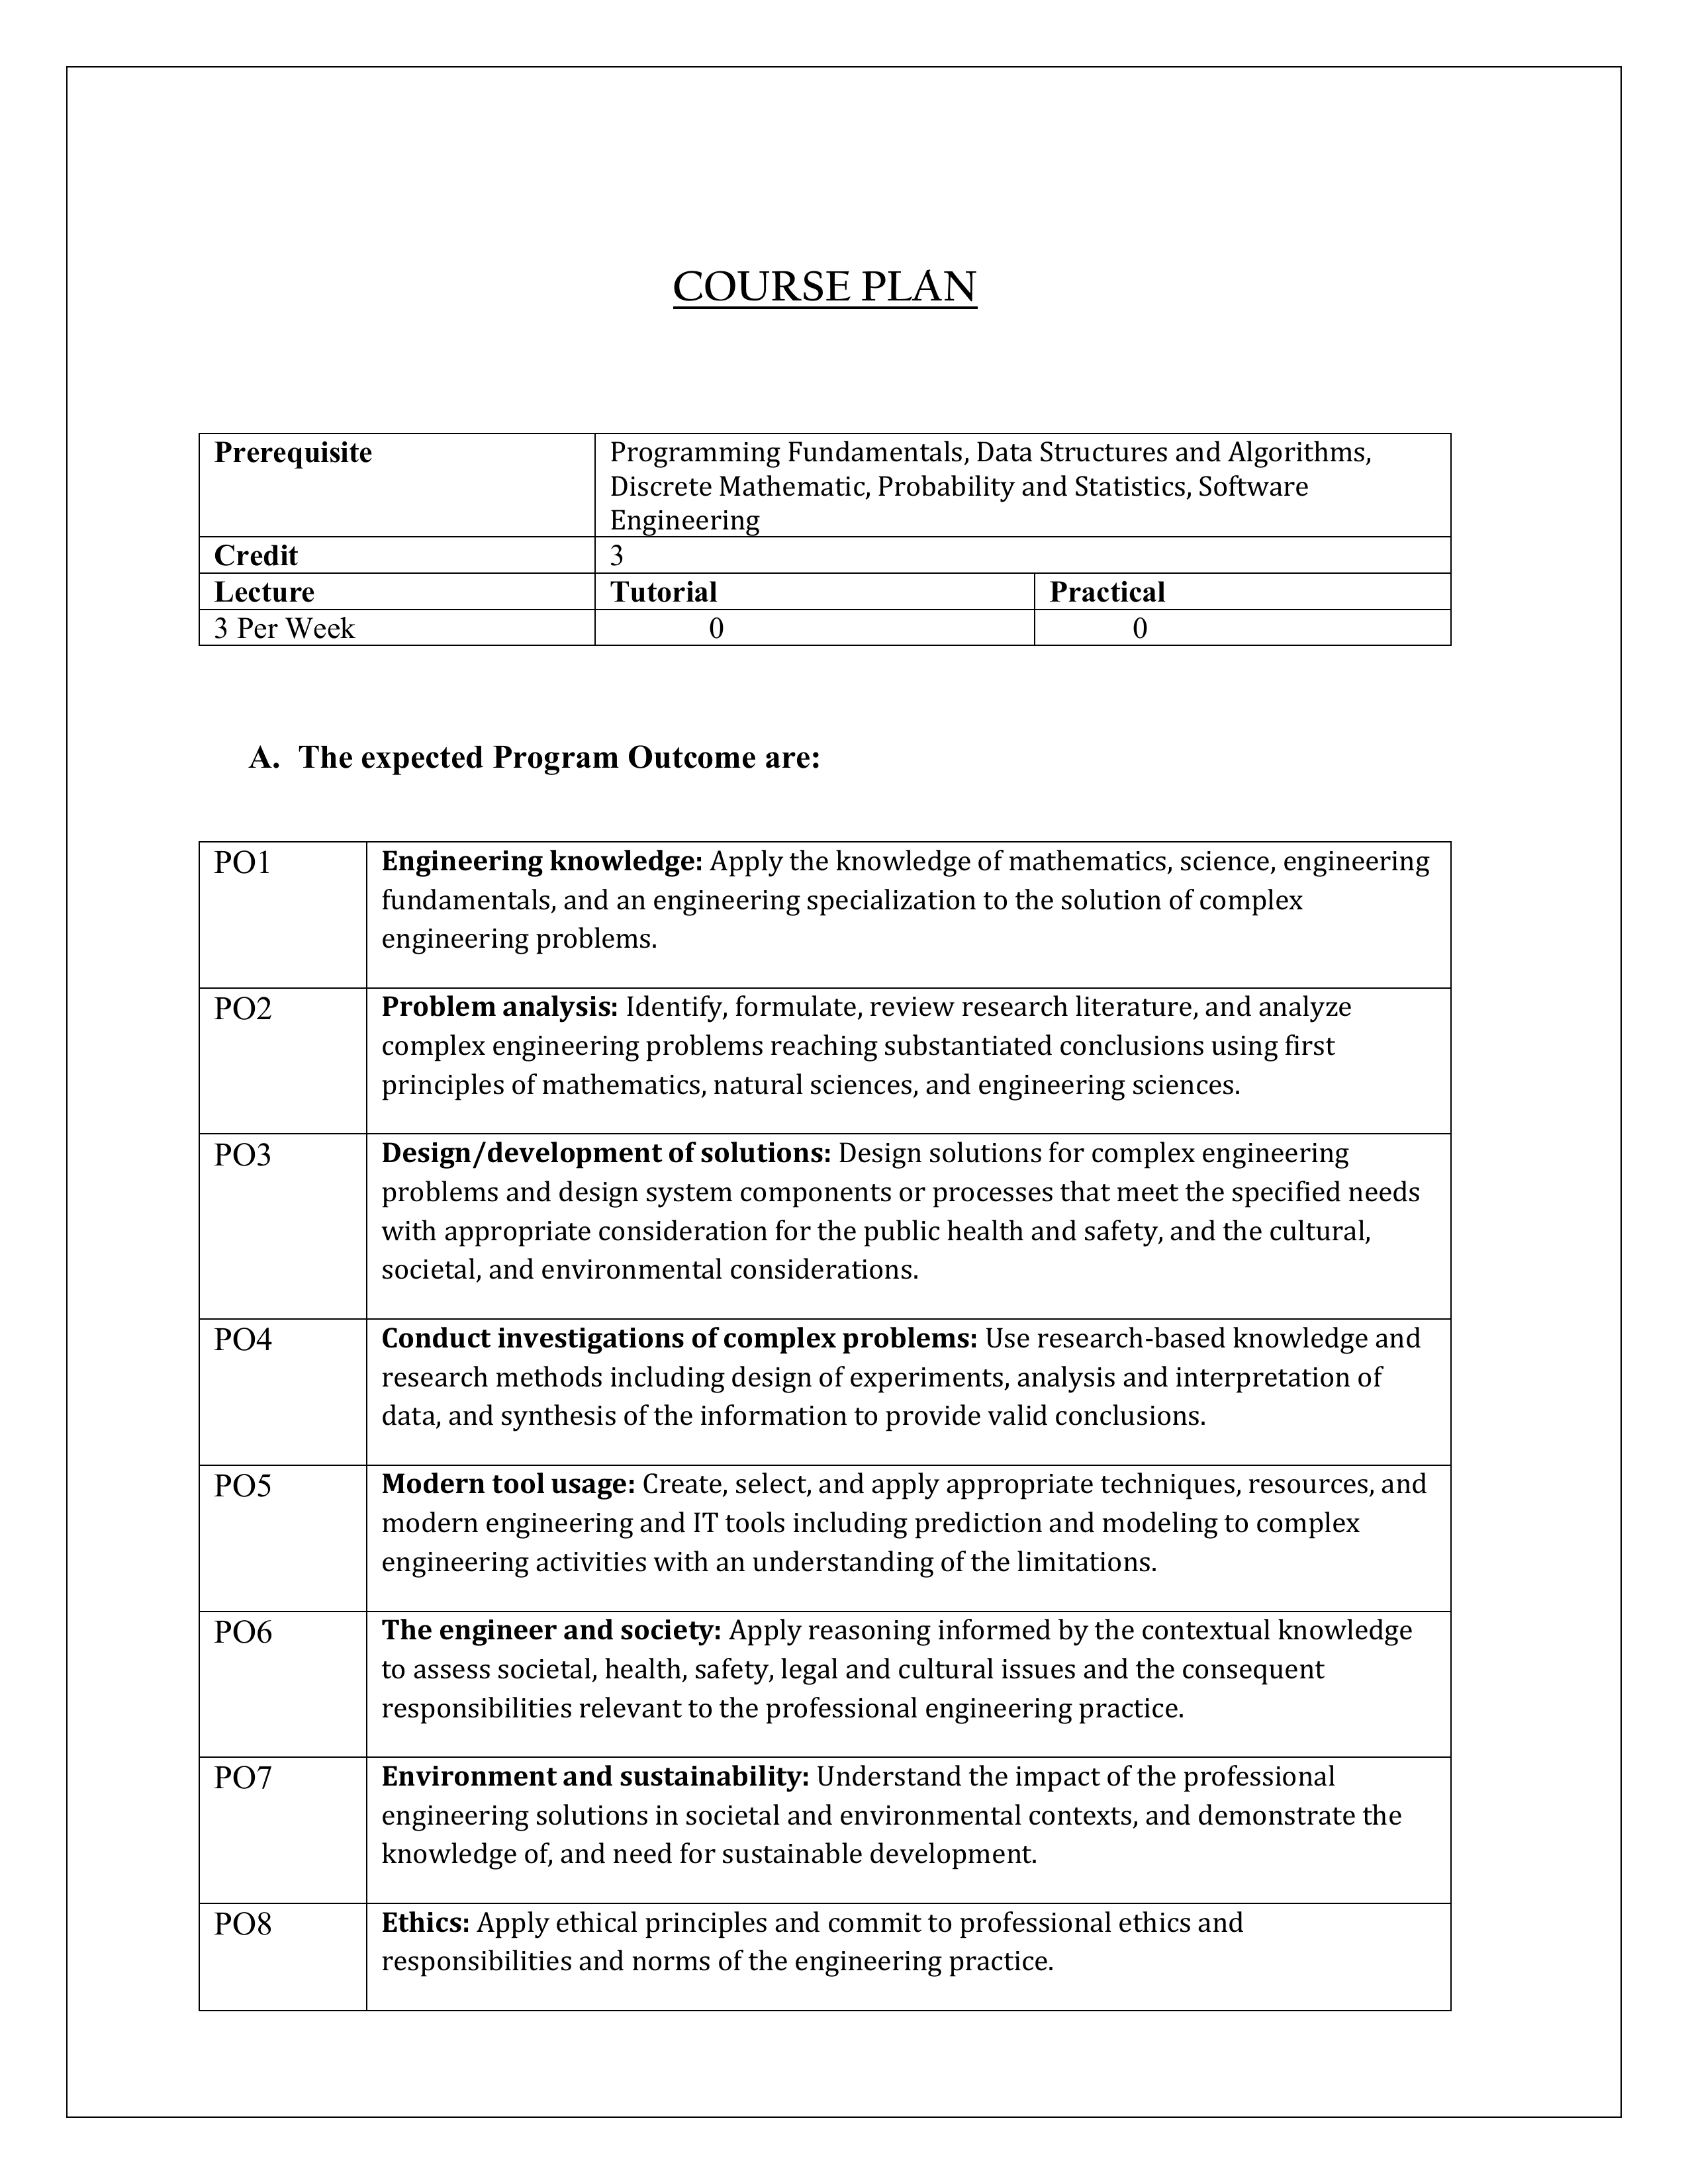 COURSE PLAN
Prerequisite
Programming Fundamentals, Data Structures and Algorithms,
Discrete Mathematic, Probability and Statistics, Software
Engineering
Credit
3
Lecture
Tutorial
Practical
3 Per Week
0
0
A. The expected Program Outcome are:
PO1
Engineering knowledge: Apply the knowledge of mathematics, science, engineering
fundamentals, and an engineering specialization to the solution of complex
engineering problems.
PO2
Problem analysis: Identify, formulate, review research literature, and analyze
complex engineering problems reaching substantiated conclusions using first
principles of mathematics, natural sciences, and engineering sciences.
PO3
Design/development of solutions: Design solutions for complex engineering
problems and design system components or processes that meet the specified needs
with appropriate consideration for the public health and safety, and the cultural,
societal, and environmental considerations.
PO4
Conduct investigations of complex problems: Use research-based knowledge and
research methods including design of experiments, analysis and interpretation of
data, and synthesis of the information to provide valid conclusions.
PO5
Modern tool usage: Create, select, and apply appropriate techniques, resources, and
modern engineering and IT tools including prediction and modeling to complex
engineering activities with an understanding of the limitations.
PO6
The engineer and society: Apply reasoning informed by the contextual knowledge
to assess societal, health, safety, legal and cultural issues and the consequent
responsibilities relevant to the professional engineering practice.
PO7
Environment and sustainability: Understand the impact of the professional
engineering solutions in societal and environmental contexts, and demonstrate the
knowledge of, and need for sustainable development.
PO8
Ethics: Apply ethical principles and commit to professional ethics and
responsibilities and norms of the engineering practice.